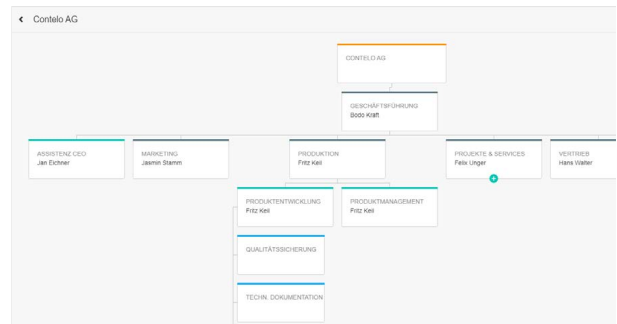 Contelo AG
CONTELO AG
GESCHÄFTSFÜHRUNG
Bodo Kraft
ASSISTENZ CEO
Jan Eichner
MARKETING
Jasmin Stamm
PRODUKTION
Fritz Keil
PROJEKTE & SERVICES
Felix Unger
VERTRIEB
Hans Walter
PRODUKTENTWICKLUNG
Fritz Keil
PRODUKTMANAGEMENT
Fritz Keil
QUALITÄTSSICHERUNG
TECHN. DOKUMENTATION